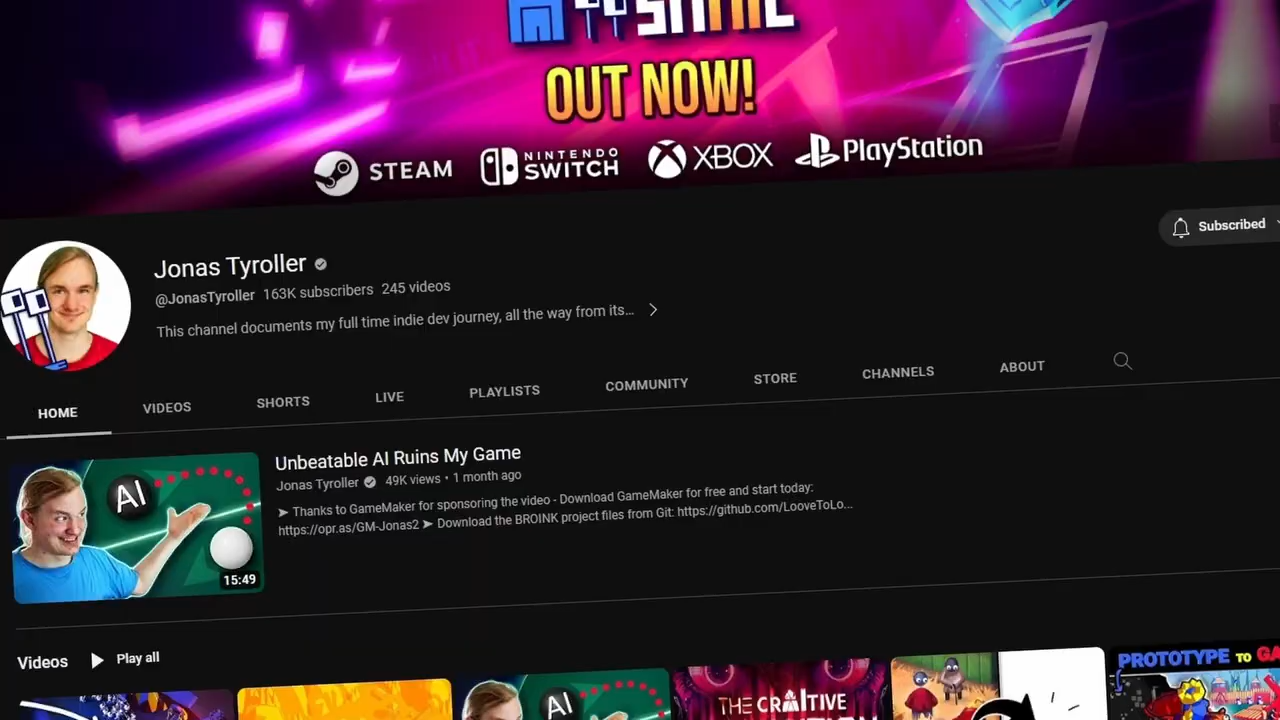 OUT NOW!
STEAM
NINTENDO
SWITCH
XBOX
PlayStation
Jonas Tyroller
@JonasTyroller 163K subscribers 245 videos
This channel documents my full time indie dev journey, all the way from its...
Subscribed
HOME VIDEOS SHORTS LIVE PLAYLISTS COMMUNITY STORE CHANNELS ABOUT
AI
15:49
Unbeatable AI Ruins My Game
Jonas Tyroller 49K views • 1 month ago
➤ Thanks to GameMaker for sponsoring the video - Download GameMaker for free and start today:
https://opr.as/GM-Jonas2 ➤ Download the BROINK project files from Git: https://github.com/LooveToLo...
Videos Play all
AI
THE
PROTOTYPE TO